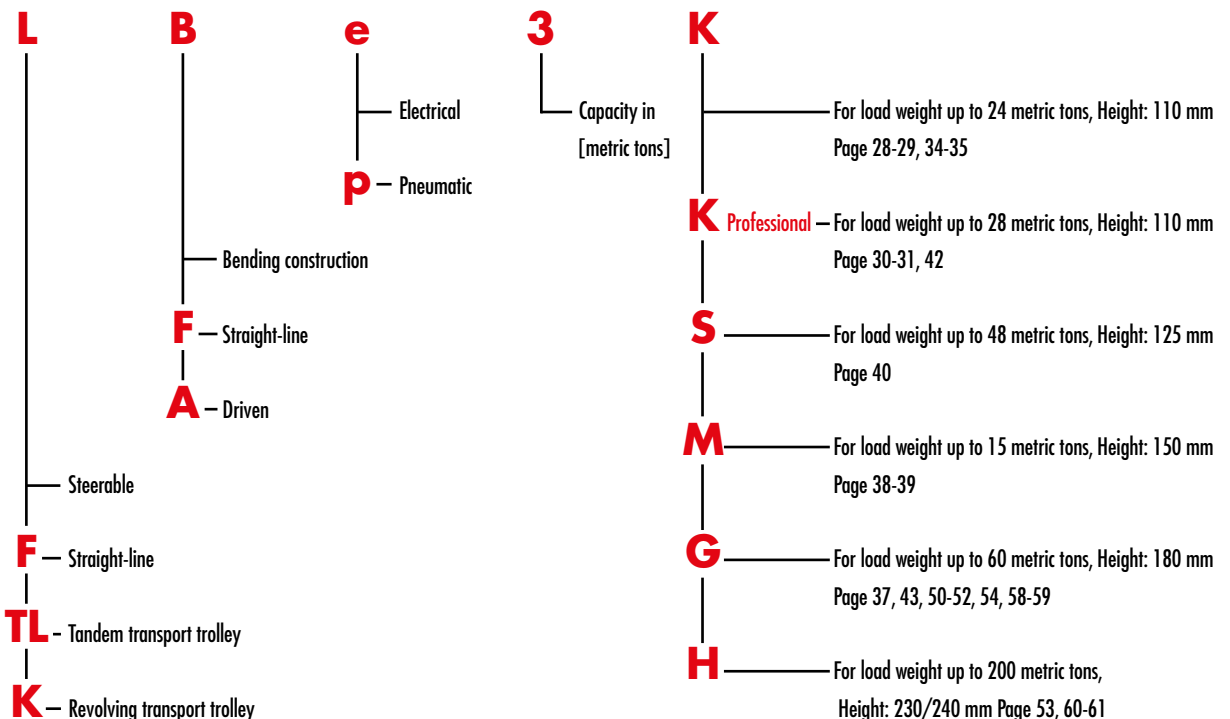 L B e 3 K
Electrical
Capacity in
[metric tons]
For load weight up to 24 metric tons, Height: 110 mm
Page 28-29, 34-35
p Pneumatic
K Professional For load weight up to 28 metric tons, Height: 110 mm
Page 30-31, 42
Bending construction
F Straight-line
S For load weight up to 48 metric tons, Height: 125 mm
Page 40
A Driven
M For load weight up to 15 metric tons, Height: 150 mm
Page 38-39
Steerable
F Straight-line
G For load weight up to 60 metric tons, Height: 180 mm
Page 37, 43, 50-52, 54, 58-59
TL Tandem transport trolley
H For load weight up to 200 metric tons,
Height: 230/240 mm Page 53, 60-61
K Revolving transport trolley